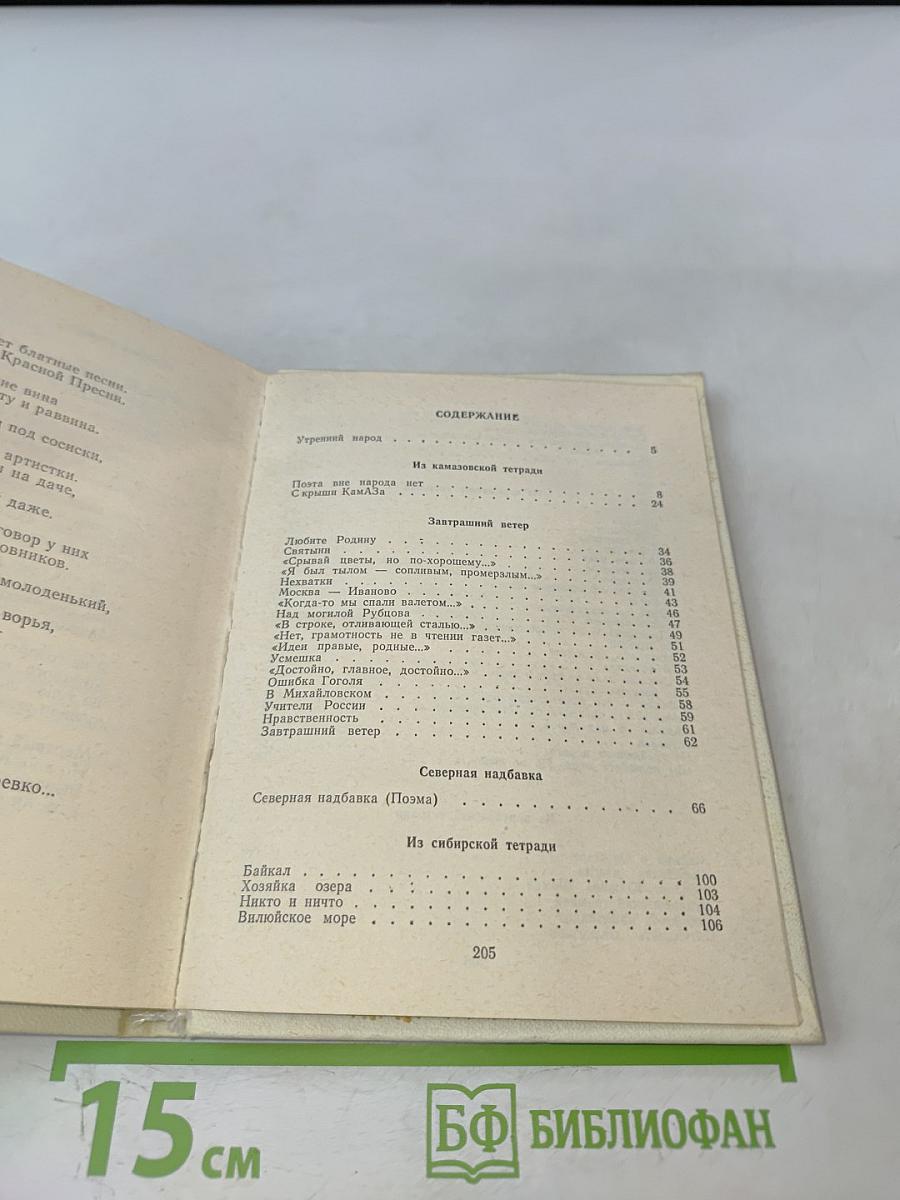 ет блатные песни.
Красной Пресни.
ие вина
ту и раввина.
под сосиски,
артистки.
на даче,
даже.
говор у них
овников.
молоденький,
ворья,
евко...
СОДЕРЖАНИЕ
Утренний народ . . . . . . . . . . . . . . . 5
Из камазовской тетради
Поэта вне народа нет . . . . . . . . . . . . . 8
С крыши КамАЗа . . . . . . . . . . . . . . . 24
Завтрашний ветер
Любите Родину . . . . . . . . . . . . . . . 34
Святыни . . . . . . . . . . . . . . . 36
«Срывай цветы, но по-хорошему...» . . . . . . . . . 38
«Я был тылом — сопливым, промерзлым...» . . . . . . 39
Нехватки . . . . . . . . . . . . . . . 41
Москва — Иваново . . . . . . . . . . . . . . . 43
«Когда-то мы спали валетом...» . . . . . . . . . . 46
Над могилой Рубцова . . . . . . . . . . . . . 47
«В строке, отливающей сталью...» . . . . . . . . . 49
«Нет, грамотность не в чтении газет...» . . . . . . . 51
«Идеи правые, родные...» . . . . . . . . . . . . 52
Усмешка . . . . . . . . . . . . . . . 53
«Достойно, главное, достойно...» . . . . . . . . . 54
Ошибка Гоголя . . . . . . . . . . . . . . . 55
В Михайловском . . . . . . . . . . . . . . . 58
Учители России . . . . . . . . . . . . . . . 59
Нравственность . . . . . . . . . . . . . . . 61
Завтрашний ветер . . . . . . . . . . . . . . . 62
Северная надбавка
Северная надбавка (Поэма) . . . . . . . . . . . . 66
Из сибирской тетради
Байкал . . . . . . . . . . . . . . . 100
Хозяйка озера . . . . . . . . . . . . . . . 103
Никто и ничто . . . . . . . . . . . . . . . 104
Вилюйское море . . . . . . . . . . . . . . . 106
205
15 см
БФ БИБЛИОФАН